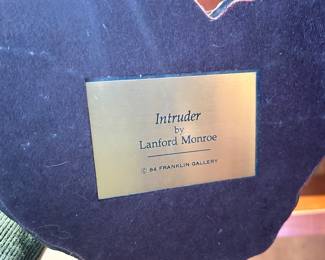 Intruder
by
Lanford Monroe
© 84 FRANKLIN GALLERY